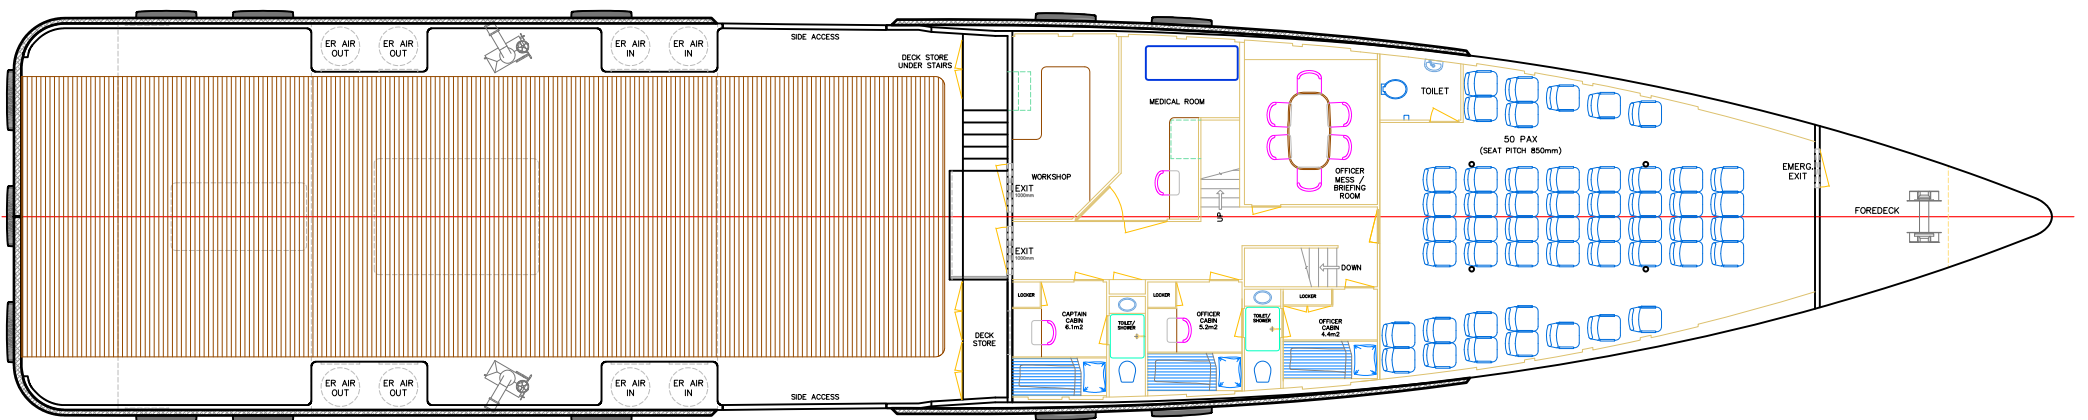 ER AIR
OUT
ER AIR
OUT
ER AIR
IN
ER AIR
IN
SIDE ACCESS
DECK STORE
UNDER STAIRS
MEDICAL ROOM
TOILET
50 PAX
(SEAT PITCH 850mm)
WORKSHOP
OFFICER
MESS /
BRIEFING
ROOM
EMERG.
EXIT
EXIT
1000mm
UP
FOREDECK
EXIT
1000mm
DOWN
LOCKER
CAPTAIN
CABIN
6.1m2
TOILET/
SHOWER
LOCKER
OFFICER
CABIN
5.2m2
TOILET/
SHOWER
LOCKER
OFFICER
CABIN
4.4m2
DECK
STORE
ER AIR
OUT
ER AIR
OUT
ER AIR
IN
ER AIR
IN
SIDE ACCESS